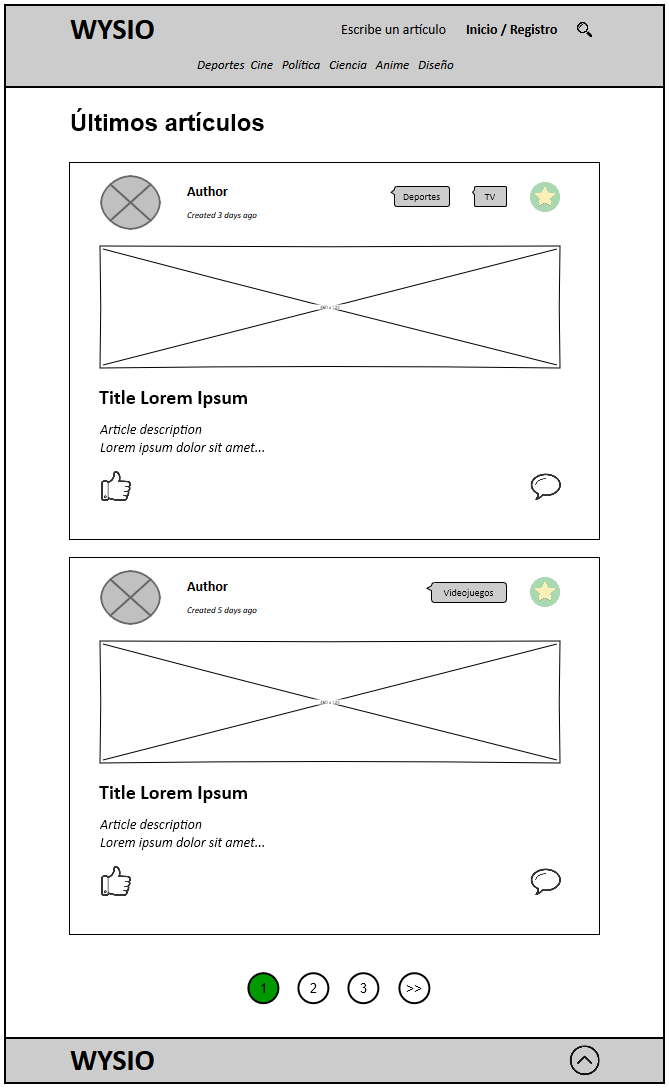 WYSIO
Escribe un artículo
Inicio / Registro
Deportes Cine Política Ciencia Anime Diseño
Últimos artículos
Author
Deportes
TV
Created 3 days ago
Title Lorem Ipsum
Article description
Lorem ipsum dolor sit amet...
Author
Videojuegos
Created 5 days ago
Title Lorem Ipsum
Article description
Lorem ipsum dolor sit amet...
1 2 3 >>
WYSIO